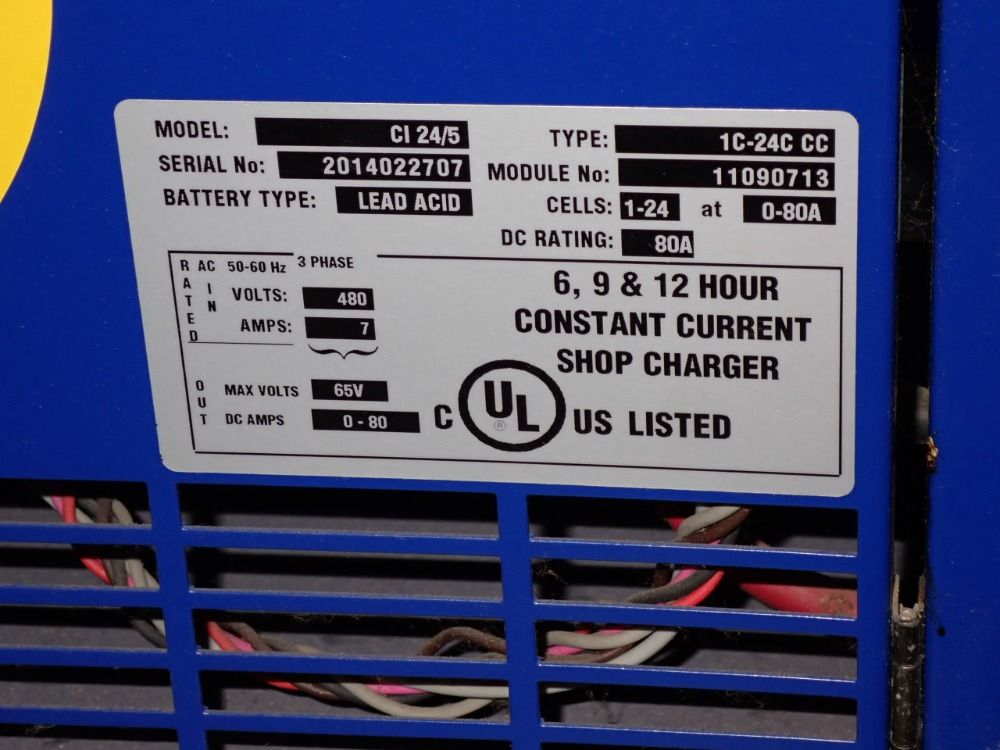 MODEL: CI 24/5
TYPE: 1C-24C CC
SERIAL No: 2014022707
MODULE No: 11090713
BATTERY TYPE: LEAD ACID
CELLS: 1-24 at 0-80A
DC RATING: 80A
RATED AC IN 50-60 Hz 3 PHASE
VOLTS: 480
AMPS: 7
OUT
MAX VOLTS 65V
DC AMPS 0 - 80
6, 9 & 12 HOUR
CONSTANT CURRENT
SHOP CHARGER
C UL ® US LISTED